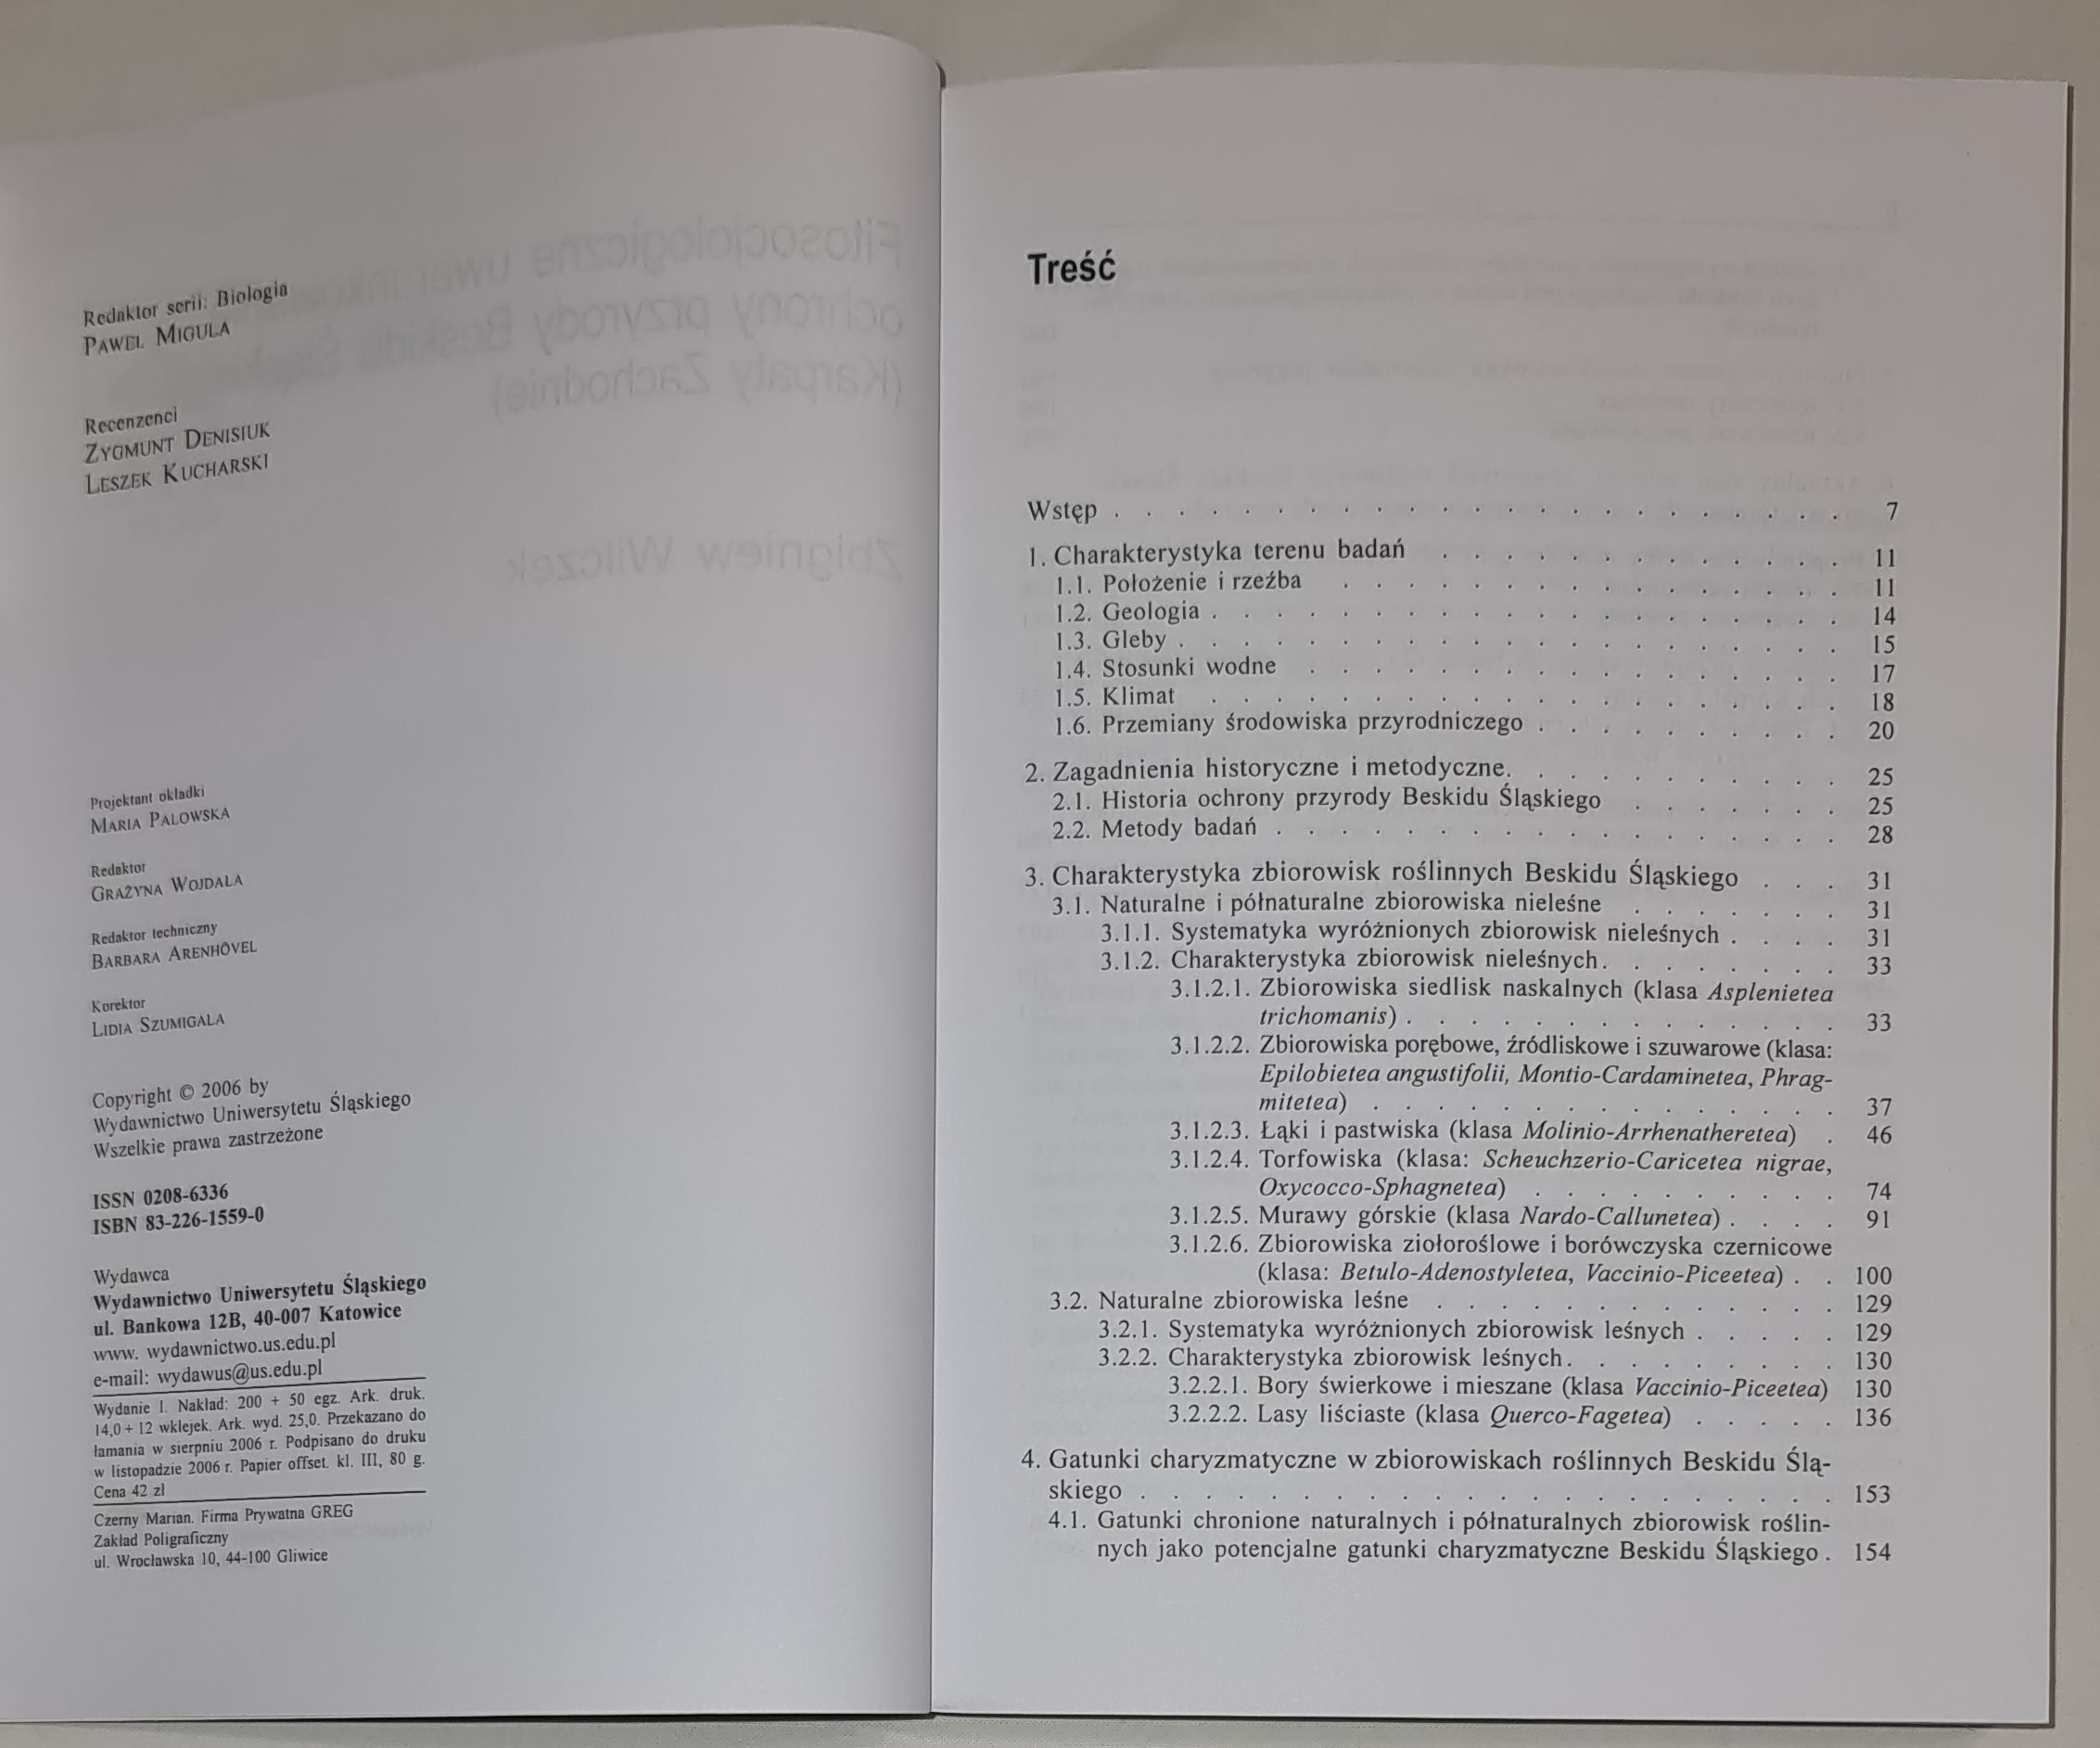 Redaktor serii: Biologia
PAWEŁ MIGULA
Recenzenci
ZYGMUNT DENISIUK
LESZEK KUCHARSKI
Projektant okładki
MARIA PALOWSKA
Redaktor
GRAŻYNA WOJDALA
Redaktor techniczny
BARBARA ARENHÖVEL
Korektor
LIDIA SZUMIGAŁA
Copyright © 2006 by
Wydawnictwo Uniwersytetu Śląskiego
Wszelkie prawa zastrzeżone
ISSN 0208-6336
ISBN 83-226-1559-0
Wydawca
Wydawnictwo Uniwersytetu Śląskiego
ul. Bankowa 12B, 40-007 Katowice
www. wydawnictwo.us.edu.pl
e-mail: wydawus@us.edu.pl
Wydanie I. Nakład: 200 + 50 egz. Ark. druk.
14,0 + 12 wklejek. Ark. wyd. 25,0. Przekazano do
łamania w sierpniu 2006 r. Podpisano do druku
w listopadzie 2006 r. Papier offset. kl. III, 80 g.
Cena 42 zł
Czerny Marian. Firma Prywatna GREG
Zakład Poligraficzny
ul. Wrocławska 10, 44-100 Gliwice
Fitosocjologiczne
ochrony przyrody Beskidu Śląskiego
(Karpaty Zachodnie)
Zbigniew Wilczek
Treść
Wstęp . . . . . . . . . . . . . . . . . . . . . . . 7
1. Charakterystyka terenu badań . . . . . . . . . . . . . 11
1.1. Położenie i rzeźba . . . . . . . . . . . . . . . . 11
1.2. Geologia . . . . . . . . . . . . . . . . . . . . 14
1.3. Gleby . . . . . . . . . . . . . . . . . . . . . 15
1.4. Stosunki wodne . . . . . . . . . . . . . . . . . 17
1.5. Klimat . . . . . . . . . . . . . . . . . . . . 18
1.6. Przemiany środowiska przyrodniczego . . . . . . . . . . 20
2. Zagadnienia historyczne i metodyczne. . . . . . . . . . . 25
2.1. Historia ochrony przyrody Beskidu Śląskiego . . . . . . . 25
2.2. Metody badań . . . . . . . . . . . . . . . . . . 28
3. Charakterystyka zbiorowisk roślinnych Beskidu Śląskiego . . . 31
3.1. Naturalne i półnaturalne zbiorowiska nieleśne . . . . . . . 31
3.1.1. Systematyka wyróżnionych zbiorowisk nieleśnych . . . . 31
3.1.2. Charakterystyka zbiorowisk nieleśnych. . . . . . . . 33
3.1.2.1. Zbiorowiska siedlisk naskalnych (klasa Asplenietea
trichomanis) . . . . . . . . . . . . . . 33
3.1.2.2. Zbiorowiska porębowe, źródliskowe i szuwarowe (klasa:
Epilobietea angustifolii, Montio-Cardaminetea, Phrag-
mitetea) . . . . . . . . . . . . . . . 37
3.1.2.3. Łąki i pastwiska (klasa Molinio-Arrhenatheretea) . 46
3.1.2.4. Torfowiska (klasa: Scheuchzerio-Caricetea nigrae,
Oxycocco-Sphagnetea) . . . . . . . . . . 74
3.1.2.5. Murawy górskie (klasa Nardo-Callunetea) . . . . 91
3.1.2.6. Zbiorowiska ziołoroślowe i borówczyska czernicowe
(klasa: Betulo-Adenostyletea, Vaccinio-Piceetea) . . 100
3.2. Naturalne zbiorowiska leśne . . . . . . . . . . . . . 129
3.2.1. Systematyka wyróżnionych zbiorowisk leśnych . . . . . 129
3.2.2. Charakterystyka zbiorowisk leśnych. . . . . . . . . 130
3.2.2.1. Bory świerkowe i mieszane (klasa Vaccinio-Piceetea) 130
3.2.2.2. Lasy liściaste (klasa Querco-Fagetea) . . . . . 136
4. Gatunki charyzmatyczne w zbiorowiskach roślinnych Beskidu Ślą-
skiego . . . . . . . . . . . . . . . . . . . . . . 153
4.1. Gatunki chronione naturalnych i półnaturalnych zbiorowisk roślin-
nych jako potencjalne gatunki charyzmatyczne Beskidu Śląskiego . 154